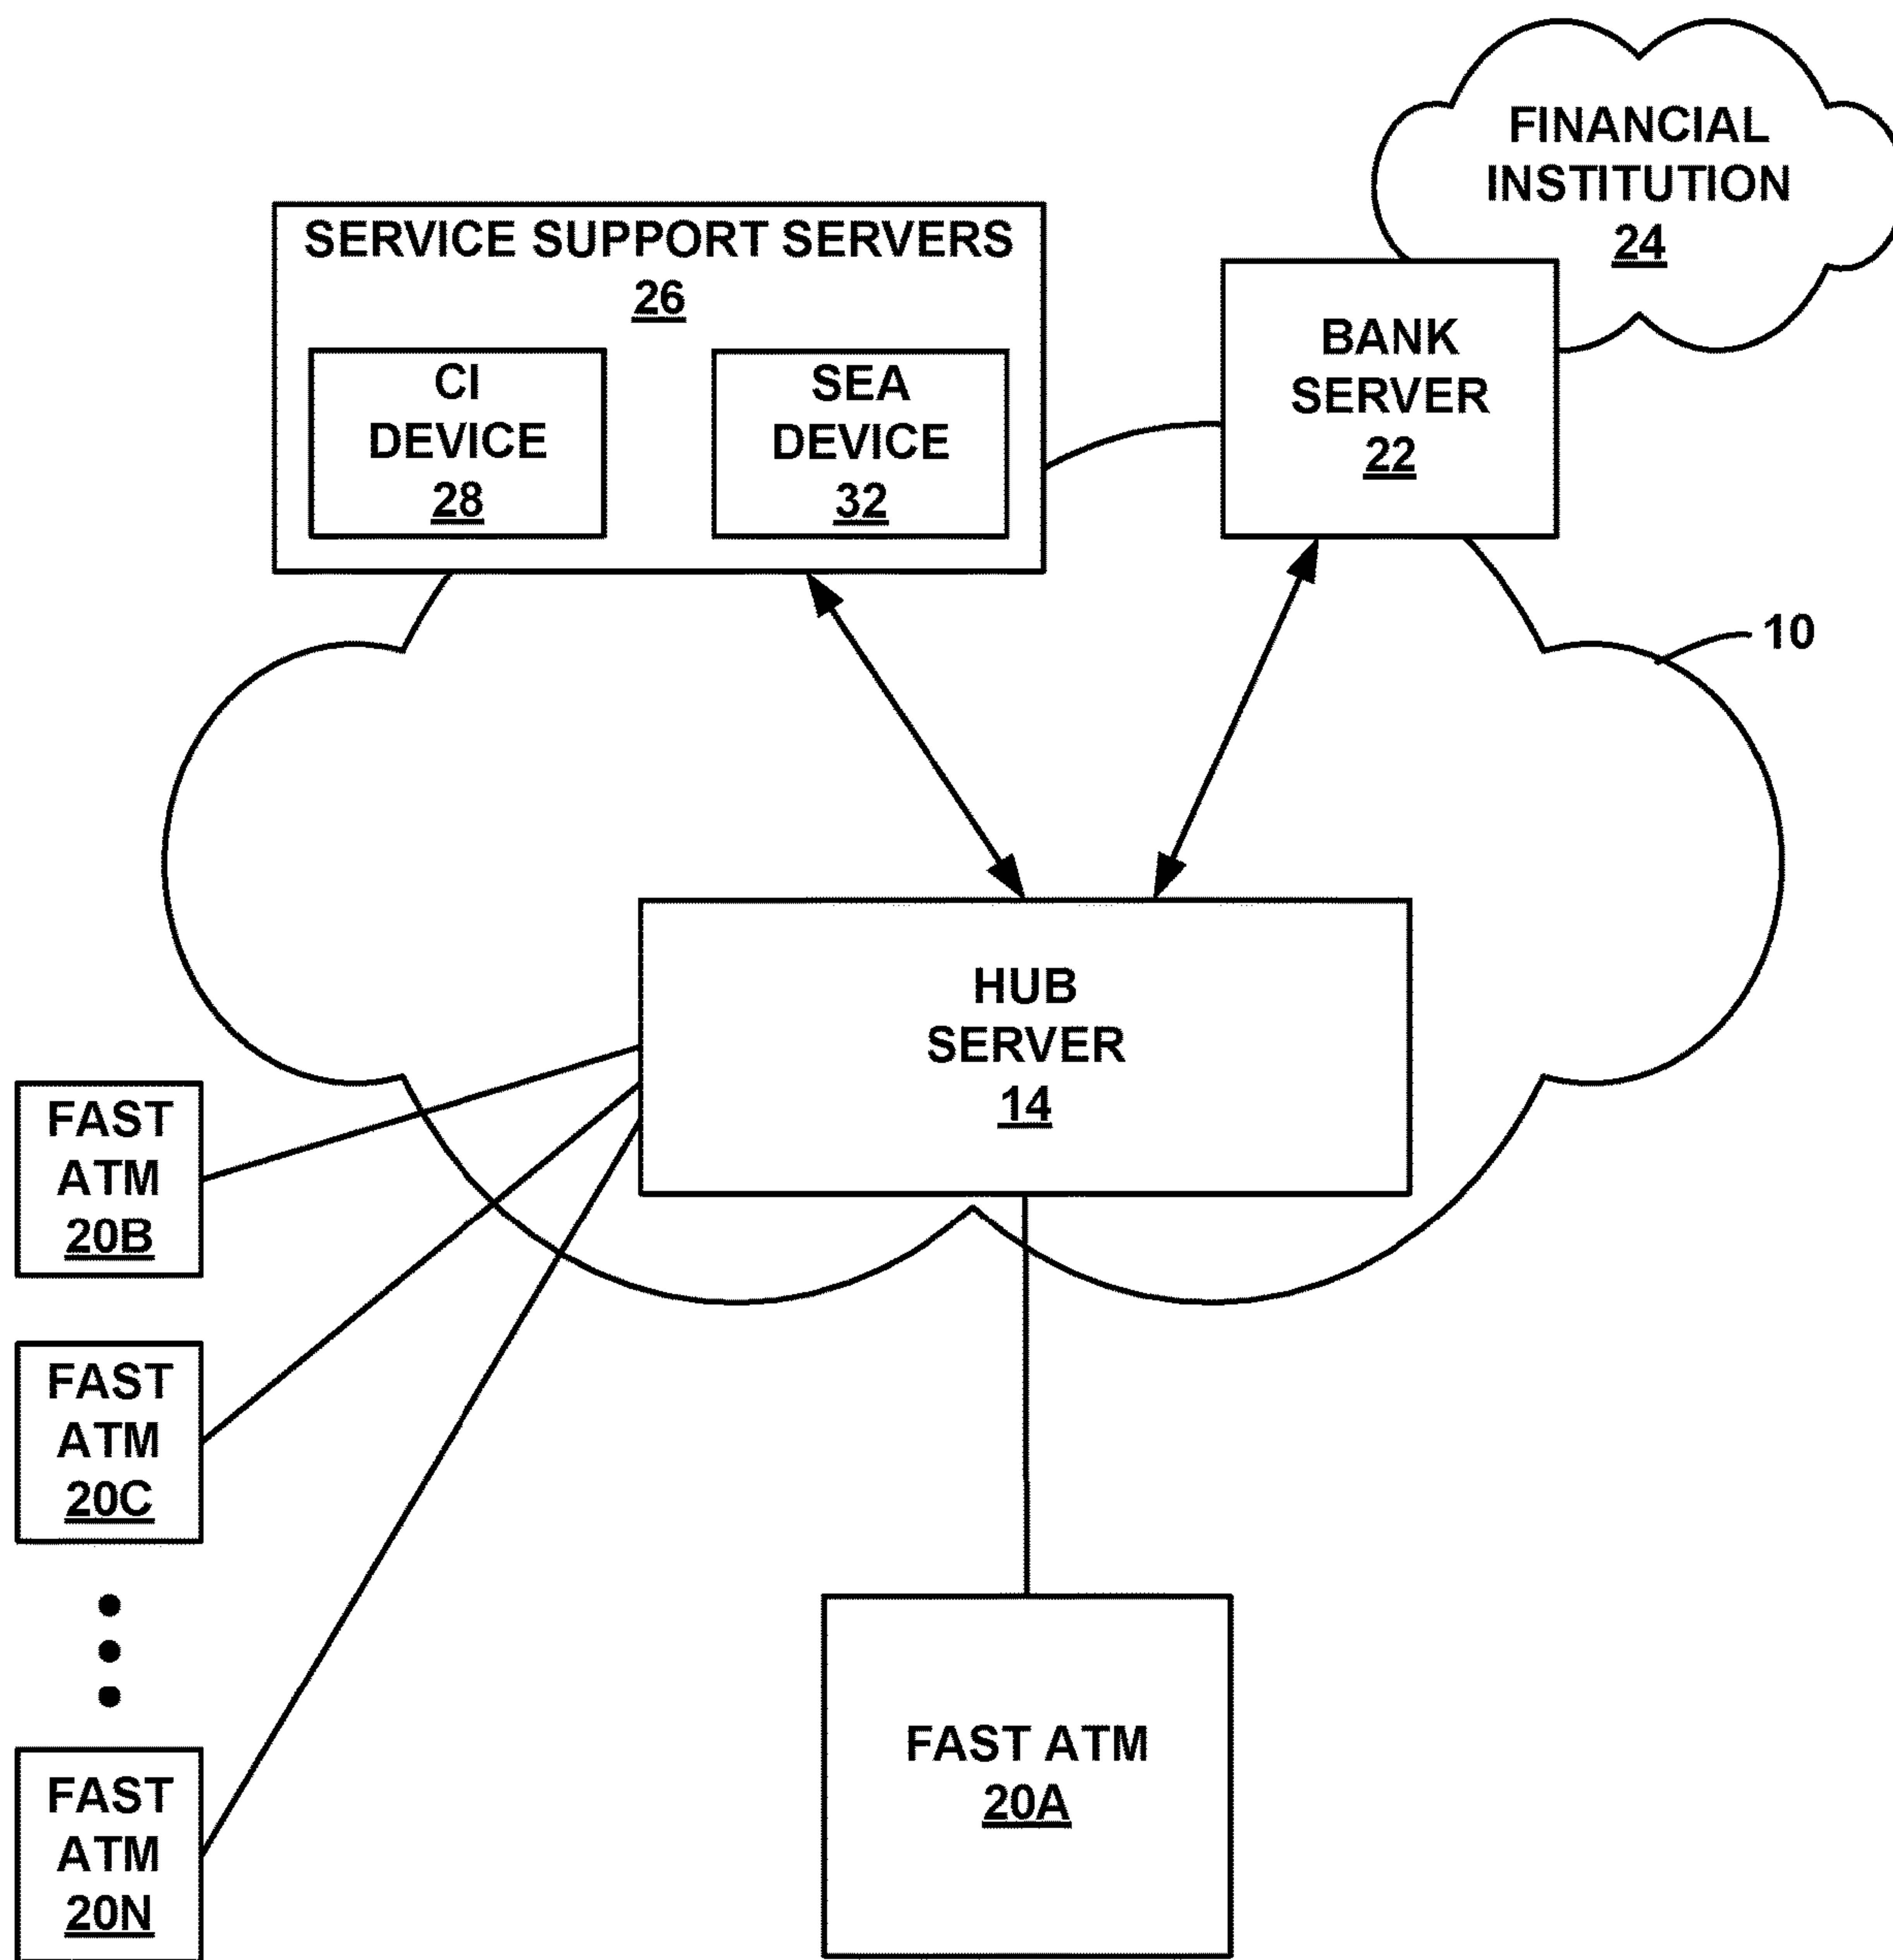 FINANCIAL
INSTITUTION
24
SERVICE SUPPORT SERVERS
26
CI
DEVICE
28
SEA
DEVICE
32
BANK
SERVER
22
10
HUB
SERVER
14
FAST
ATM
20B
FAST
ATM
20C
FAST
ATM
20N
FAST ATM
20A